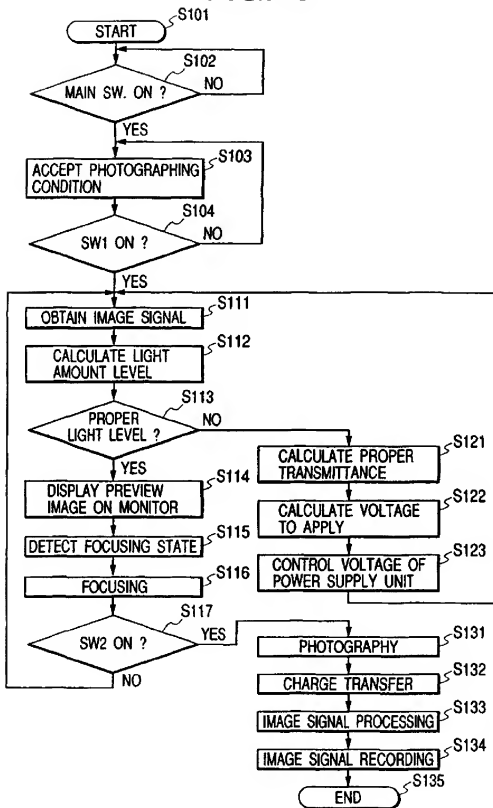 S101
START
S102
MAIN SW. ON ?
NO
YES
S103
ACCEPT PHOTOGRAPHING
CONDITION
S104
SW1 ON ?
NO
YES
S111
OBTAIN IMAGE SIGNAL
S112
CALCULATE LIGHT
AMOUNT LEVEL
S113
PROPER
LIGHT LEVEL ?
NO
YES
S114
DISPLAY PREVIEW
IMAGE ON MONITOR
S115
DETECT FOCUSING STATE
S116
FOCUSING
S117
SW2 ON ?
YES
NO
S121
CALCULATE PROPER
TRANSMITTANCE
S122
CALCULATE VOLTAGE
TO APPLY
S123
CONTROL VOLTAGE OF
POWER SUPPLY UNIT
S131
PHOTOGRAPHY
S132
CHARGE TRANSFER
S133
IMAGE SIGNAL PROCESSING
S134
IMAGE SIGNAL RECORDING
S135
END